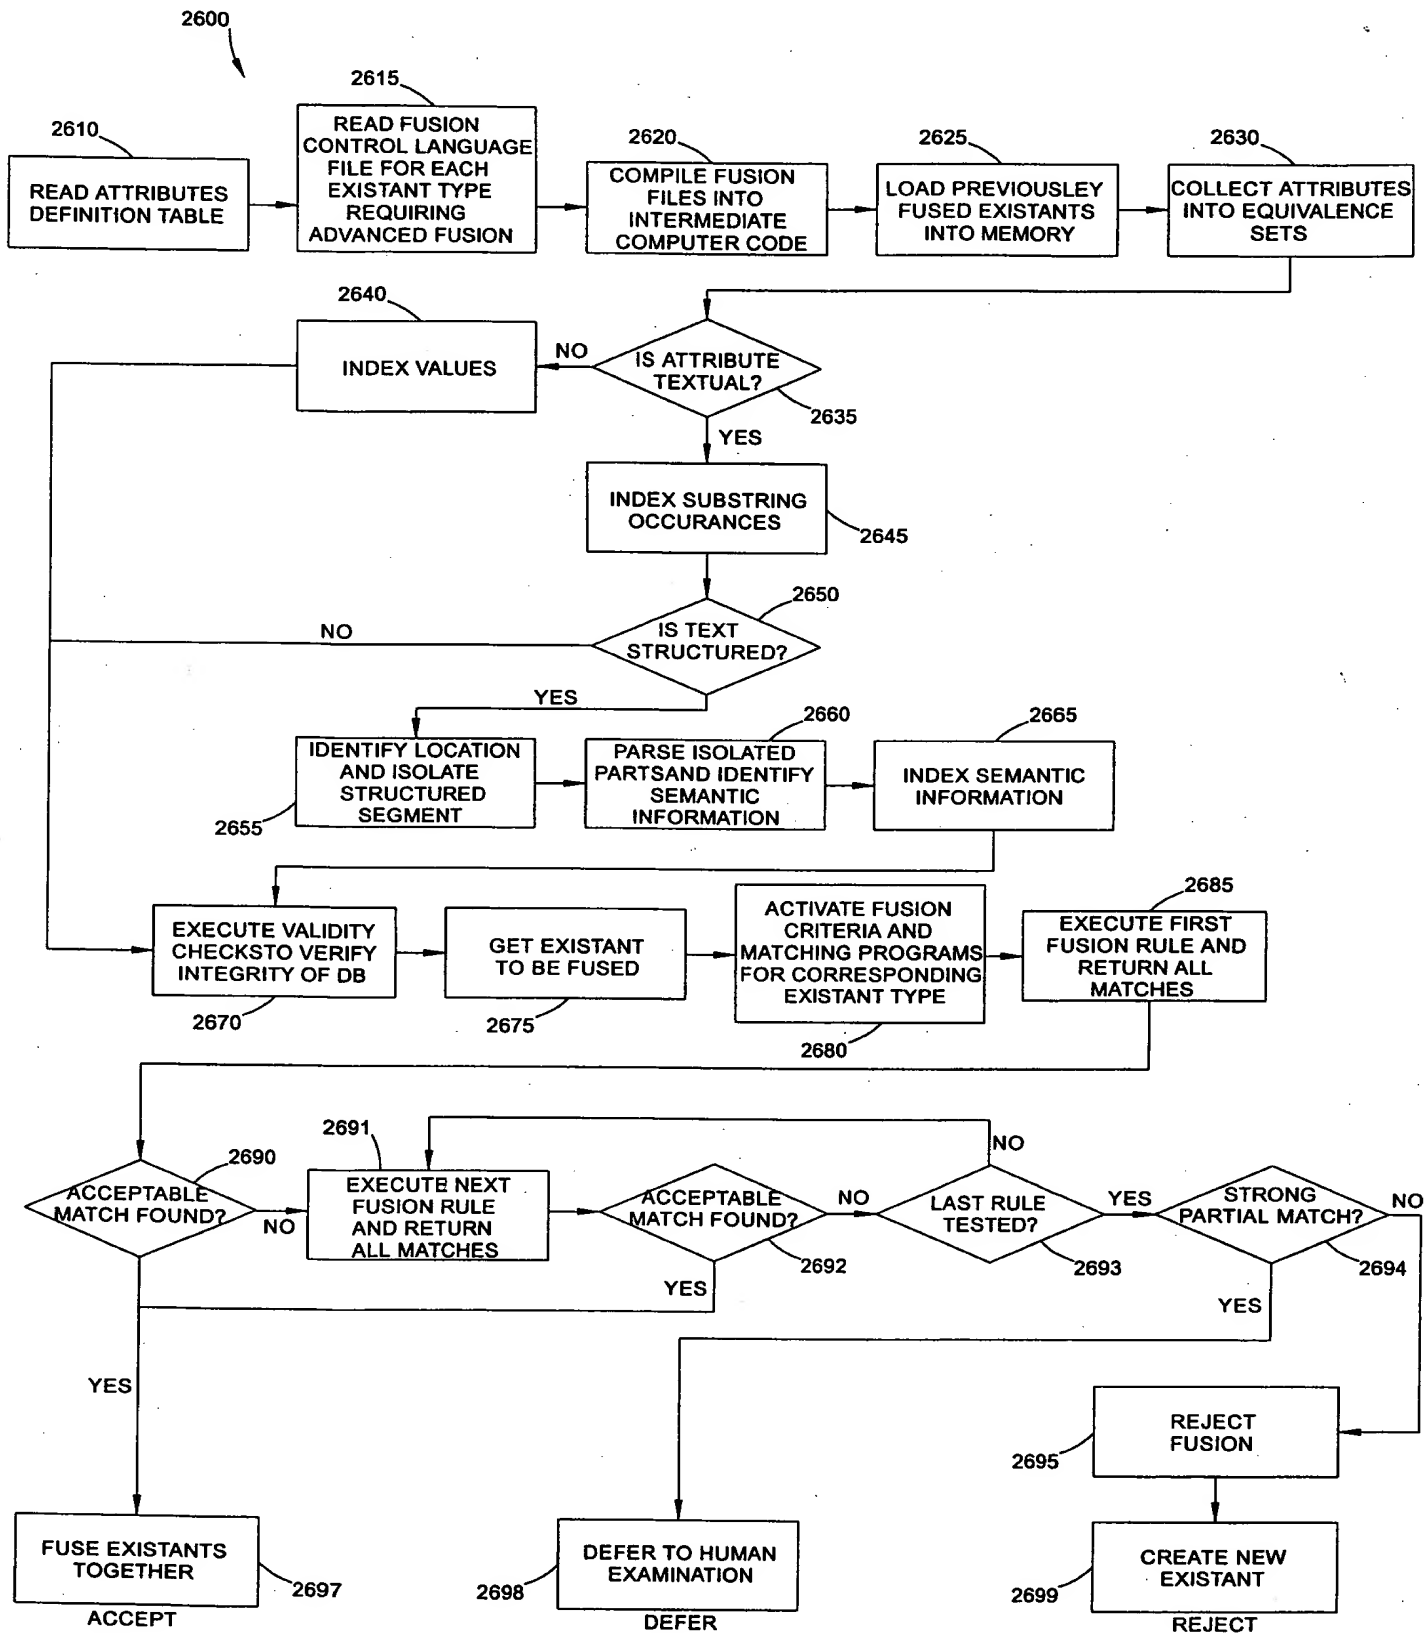 2600
2610
READ ATTRIBUTES
DEFINITION TABLE
2615
READ FUSION
CONTROL LANGUAGE
FILE FOR EACH
EXISTANT TYPE
REQUIRING
ADVANCED FUSION
2620
COMPILE FUSION
FILES INTO
INTERMEDIATE
COMPUTER CODE
2625
LOAD PREVIOUSLEY
FUSED EXISTANTS
INTO MEMORY
2630
COLLECT ATTRIBUTES
INTO EQUIVALENCE
SETS
2640
INDEX VALUES
NO
IS ATTRIBUTE
TEXTUAL?
2635
YES
INDEX SUBSTRING
OCCURANCES
2645
2650
IS TEXT
STRUCTURED?
NO
YES
IDENTIFY LOCATION
AND ISOLATE
STRUCTURED
SEGMENT
2655
2660
PARSE ISOLATED
PARTSAND IDENTIFY
SEMANTIC
INFORMATION
2665
INDEX SEMANTIC
INFORMATION
EXECUTE VALIDITY
CHECKSTO VERIFY
INTEGRITY OF DB
2670
GET EXISTANT
TO BE FUSED
2675
ACTIVATE FUSION
CRITERIA AND
MATCHING PROGRAMS
FOR CORRESPONDING
EXISTANT TYPE
2680
2685
EXECUTE FIRST
FUSION RULE AND
RETURN ALL
MATCHES
2690
ACCEPTABLE
MATCH FOUND?
NO
2691
EXECUTE NEXT
FUSION RULE
AND RETURN
ALL MATCHES
ACCEPTABLE
MATCH FOUND?
2692
NO
YES
NO
LAST RULE
TESTED?
2693
YES
STRONG
PARTIAL MATCH?
2694
NO
YES
YES
REJECT
FUSION
2695
FUSE EXISTANTS
TOGETHER
2697
ACCEPT
DEFER TO HUMAN
EXAMINATION
2698
DEFER
CREATE NEW
EXISTANT
2699
REJECT